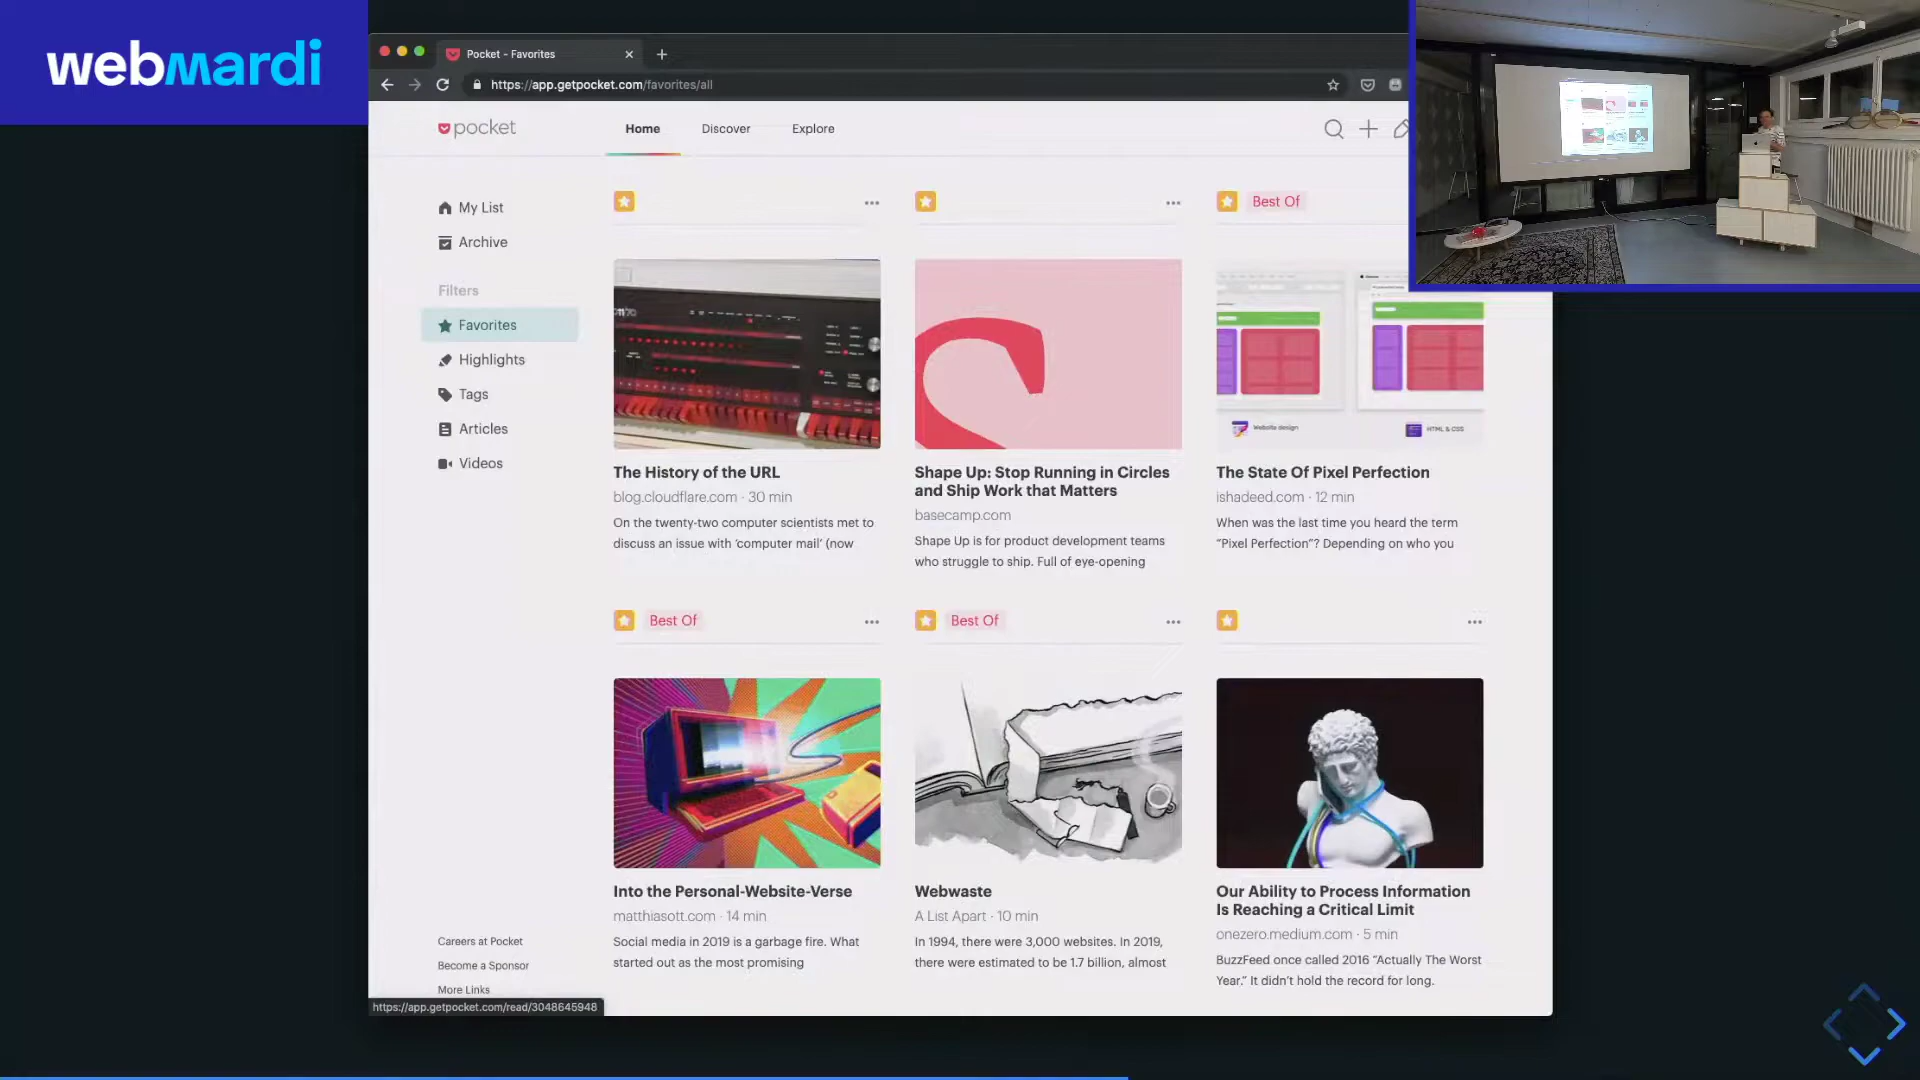 webmardi
Pocket - Favorites
https://app.getpocket.com/favorites/all
pocket
Home
Discover
Explore
My List
Archive
Filters
Favorites
Highlights
Tags
Articles
Videos
Best Of
Website design
HTML & CSS
The History of the URL
blog.cloudflare.com · 30 min
On the twenty-two computer scientists met to
discuss an issue with ‘computer mail’ (now
Shape Up: Stop Running in Circles
and Ship Work that Matters
basecamp.com
Shape Up is for product development teams
who struggle to ship. Full of eye-opening
The State Of Pixel Perfection
ishadeed.com · 12 min
When was the last time you heard the term
“Pixel Perfection”? Depending on who you
Best Of
Best Of
Into the Personal-Website-Verse
matthiasott.com · 14 min
Social media in 2019 is a garbage fire. What
started out as the most promising
Webwaste
A List Apart · 10 min
In 1994, there were 3,000 websites. In 2019,
there were estimated to be 1.7 billion, almost
Our Ability to Process Information
Is Reaching a Critical Limit
onezero.medium.com · 5 min
BuzzFeed once called 2016 “Actually The Worst
Year.” It didn’t hold the record for long.
Careers at Pocket
Become a Sponsor
More Links
https://app.getpocket.com/read/3048645948